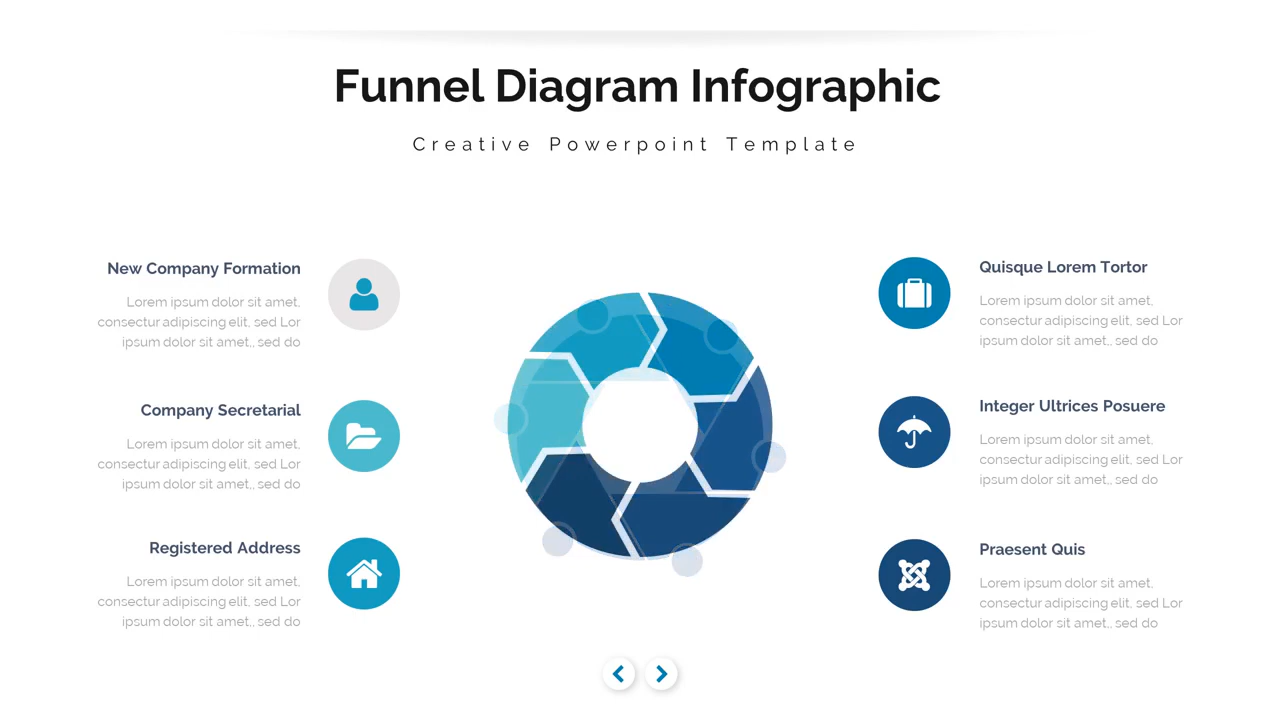 Funnel Diagram Infographic
Creative Powerpoint Template
New Company Formation
Lorem ipsum dolor sit amet,
consectur adipiscing elit, sed Lor
ipsum dolor sit amet,, sed do
Company Secretarial
Lorem ipsum dolor sit amet,
consectur adipiscing elit, sed Lor
ipsum dolor sit amet,, sed do
Registered Address
Lorem ipsum dolor sit amet,
consectur adipiscing elit, sed Lor
ipsum dolor sit amet,, sed do
Quisque Lorem Tortor
Lorem ipsum dolor sit amet,
consectur adipiscing elit, sed Lor
ipsum dolor sit amet,, sed do
Integer Ultrices Posuere
Lorem ipsum dolor sit amet,
consectur adipiscing elit, sed Lor
ipsum dolor sit amet,, sed do
Praesent Quis
Lorem ipsum dolor sit amet,
consectur adipiscing elit, sed Lor
ipsum dolor sit amet,, sed do